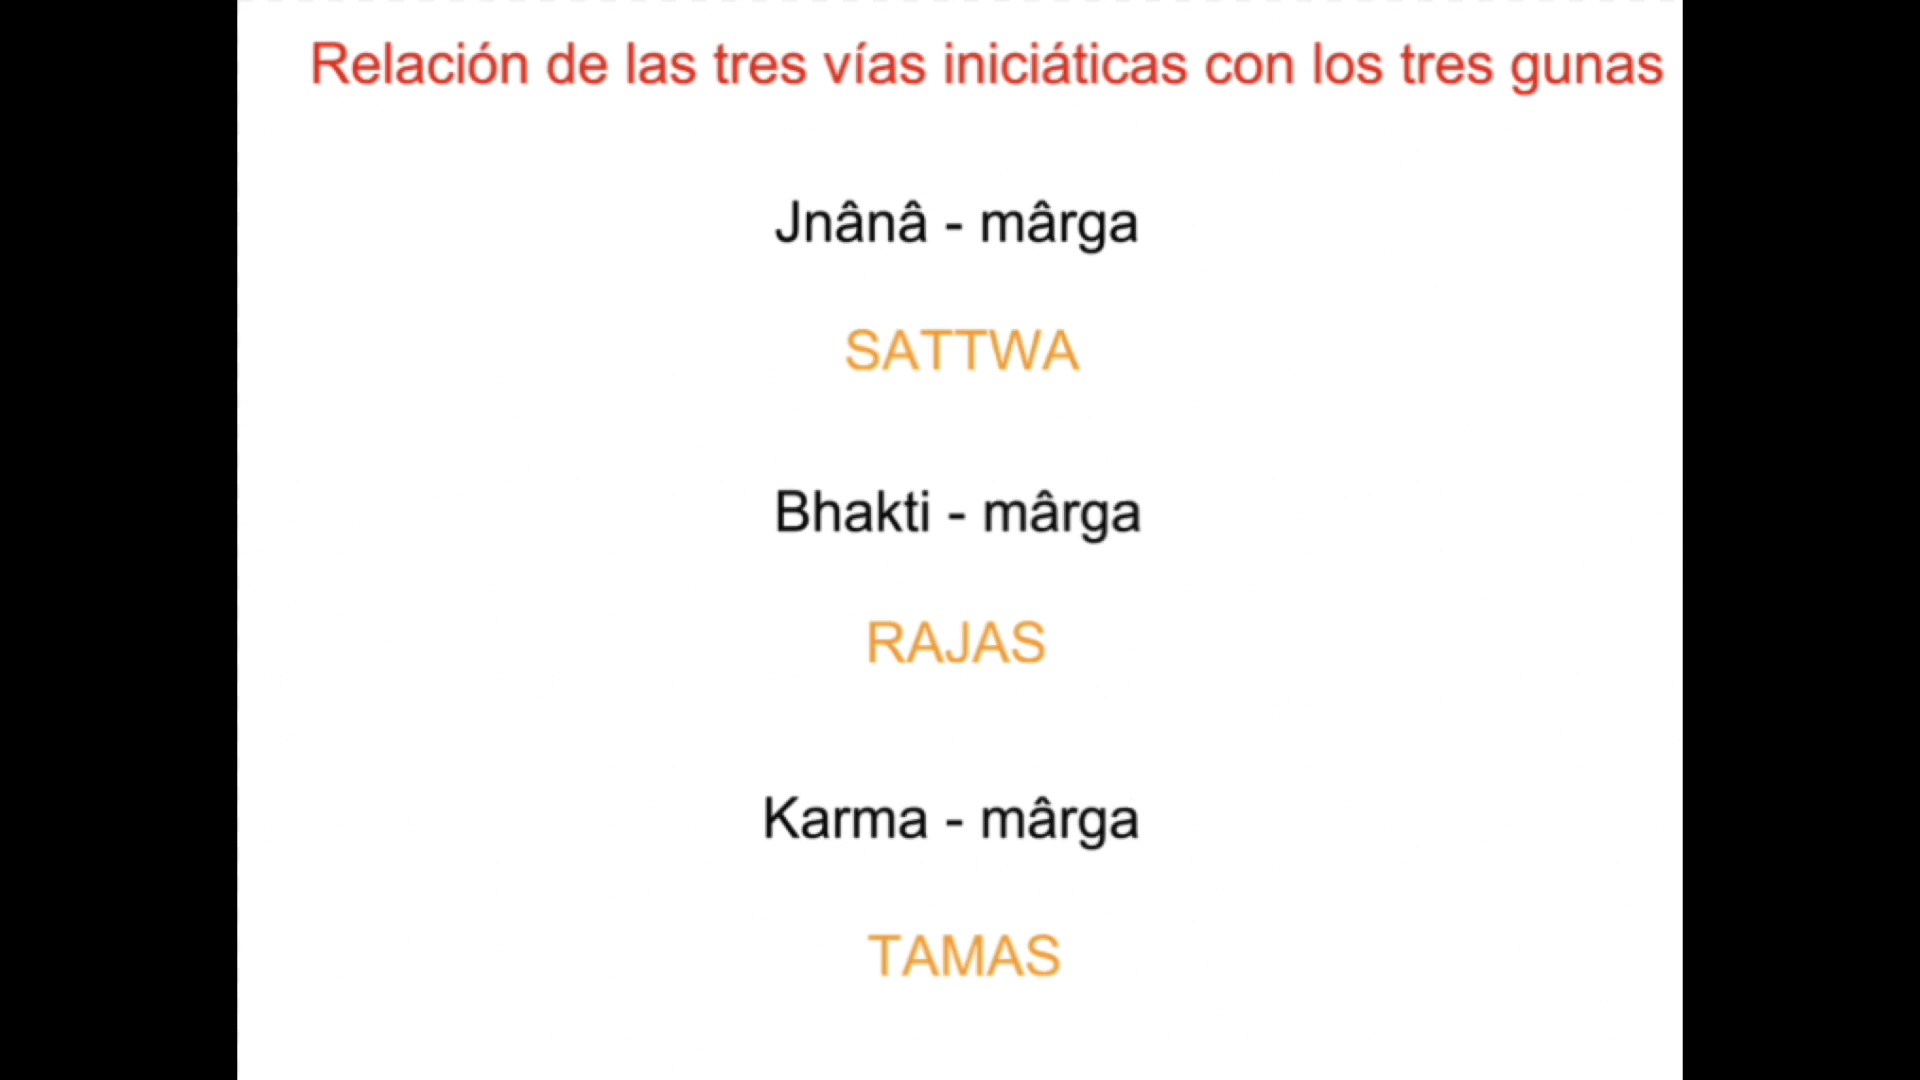 Relación de las tres vías iniciáticas con los tres gunas
Jnânâ - mârga
SATTWA
Bhakti - mârga
RAJAS
Karma - mârga
TAMAS